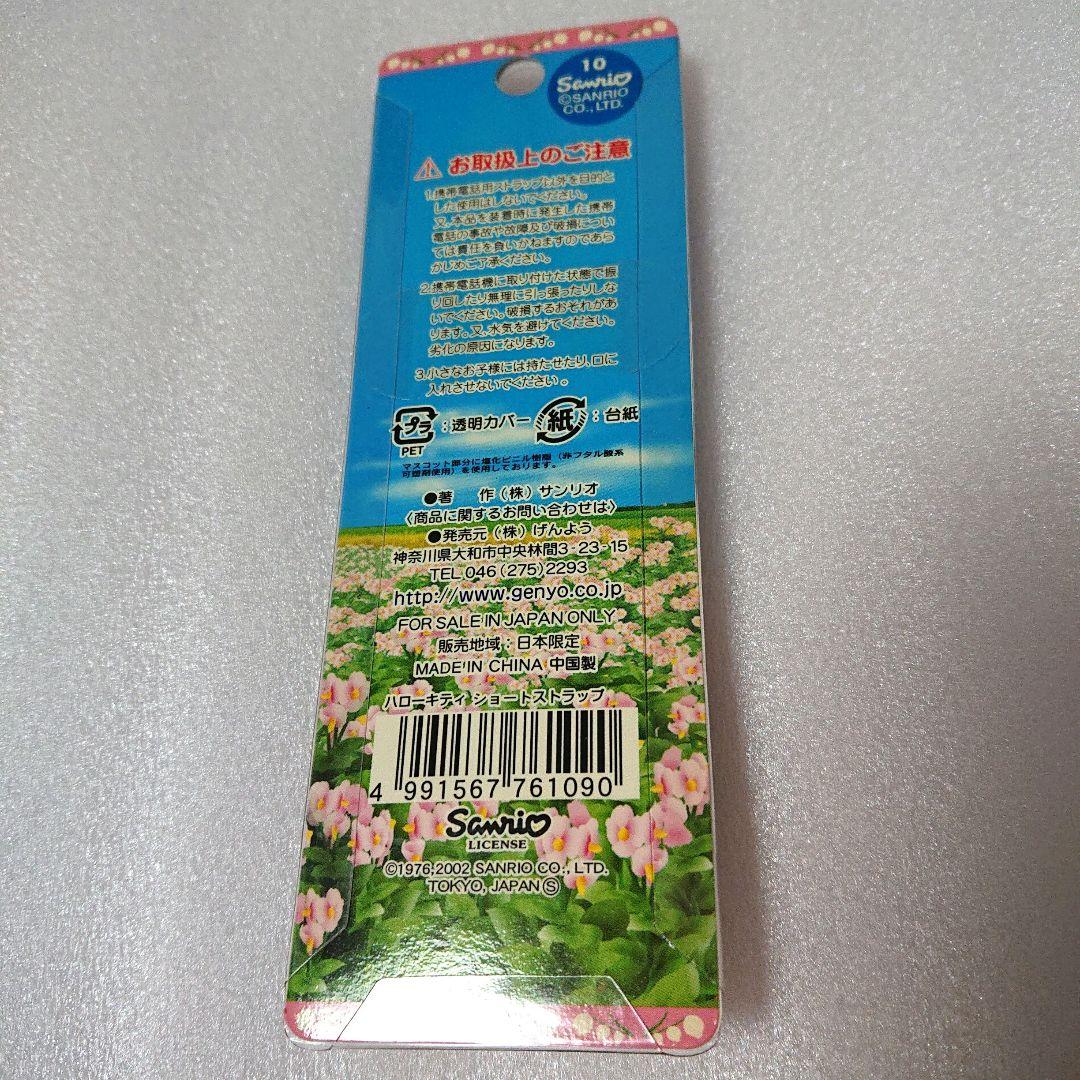 10
Sanrio
©SANRIO
CO., LTD.
お取扱上のご注意
1.携帯電話用ストラップ以外を目的と
した使用はしないでください。
又、本品を装着時に発生した携帯
電話の事故や故障及び破損につい
ては責任を負いかねますのであら
かじめご了承ください。
2.携帯電話機に取り付けた状態で振
り回したり無理に引っ張ったりしな
いでください。破損するおそれがあ
ります。又、水気を避けてください。
劣化の原因になります。
3.小さなお子様には持たせたり、口に
入れさせないでください。
プラ :透明カバー 紙 :台紙
PET
マスコット部分に塩化ビニル樹脂(非フタル酸系
可塑剤使用)を使用しております。
●著 作(株)サンリオ
〈商品に関するお問い合わせは〉
●発売元(株)げんよう
神奈川県大和市中央林間3-23-15
TEL 046(275)2293
http://www.genyo.co.jp
FOR SALE IN JAPAN ONLY
販売地域:日本限定
MADE IN CHINA 中国製
ハローキティ ショートストラップ
4 991567 761090
Sanrio
LICENSE
©1976,2002 SANRIO CO., LTD.
TOKYO, JAPAN Ⓢ